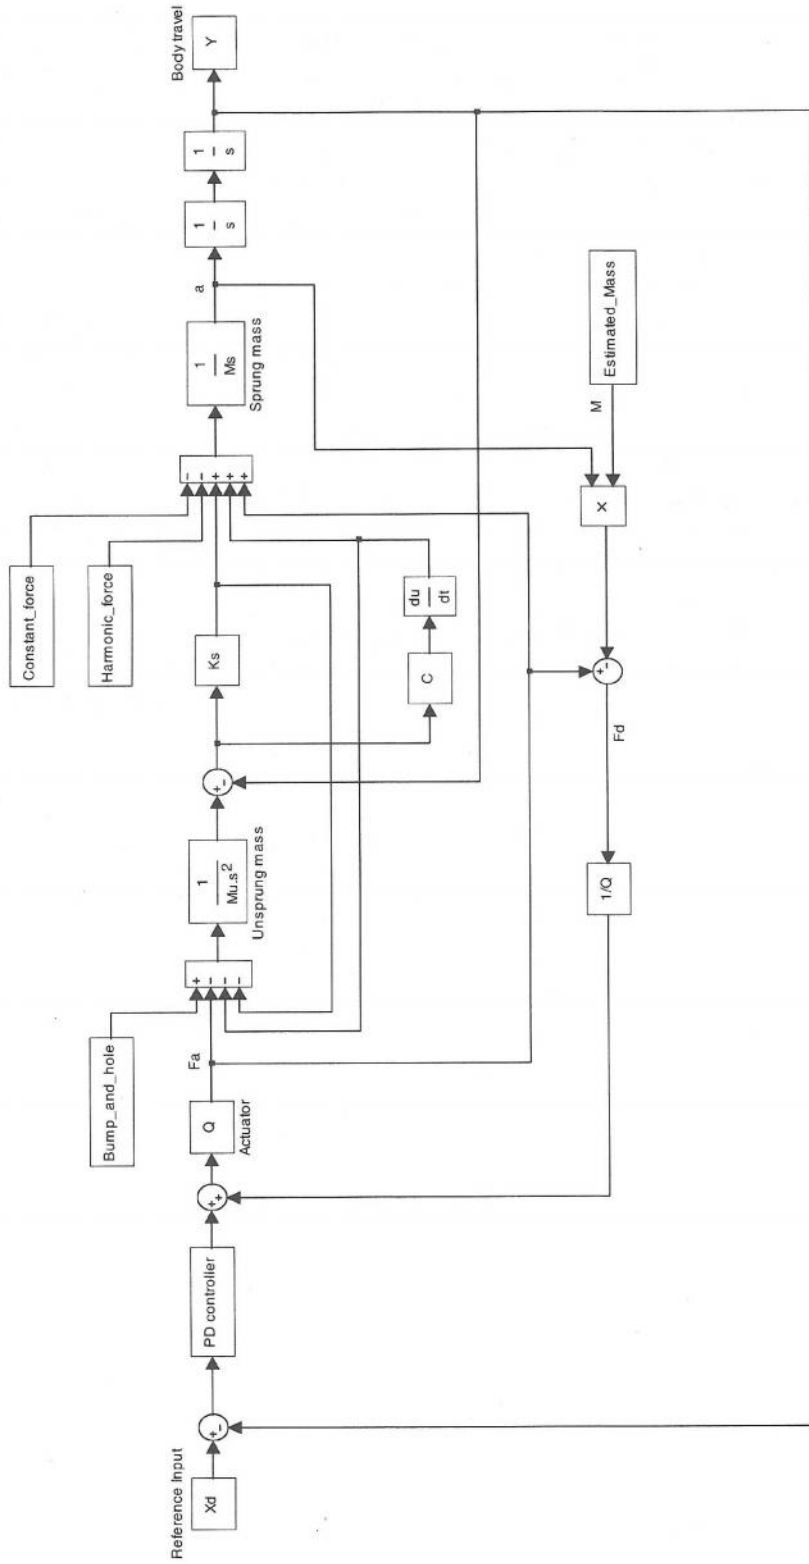 Constant_force
Harmonic_force
Bump_and_hole
Reference Input
Xd
+
-
PD controller
+
+
Q
Actuator
Fa
+
-
-
-
1
Mu.s²
Unsprung mass
+
-
Ks
C
du
dt
-
-
+
+
+
1
Ms
Sprung mass
a
1
s
1
s
Body travel
Y
1/Q
Fd
+
-
X
M
Estimated_Mass